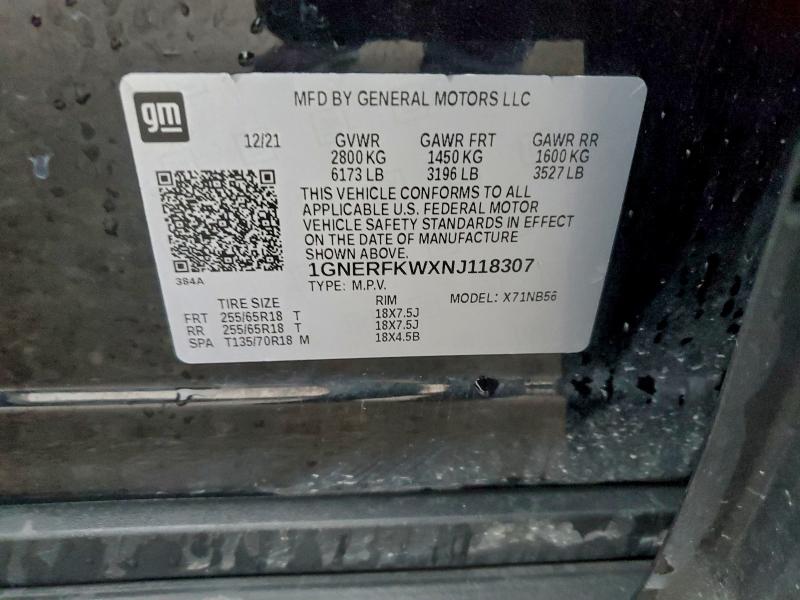 gm
MFD BY GENERAL MOTORS LLC
12/21 GVWR GAWR FRT GAWR RR
2800 KG 1450 KG 1600 KG
6173 LB 3196 LB 3527 LB
THIS VEHICLE CONFORMS TO ALL
APPLICABLE U.S. FEDERAL MOTOR
VEHICLE SAFETY STANDARDS IN EFFECT
ON THE DATE OF MANUFACTURE
SHOWN ABOVE.
1GNERFKWXNJ118307
384A
TYPE: M.P.V. MODEL: X71NB56
TIRE SIZE RIM
FRT 255/65R18 T 18X7.5J
RR 255/65R18 T 18X7.5J
SPA T135/70R18 M 18X4.5B